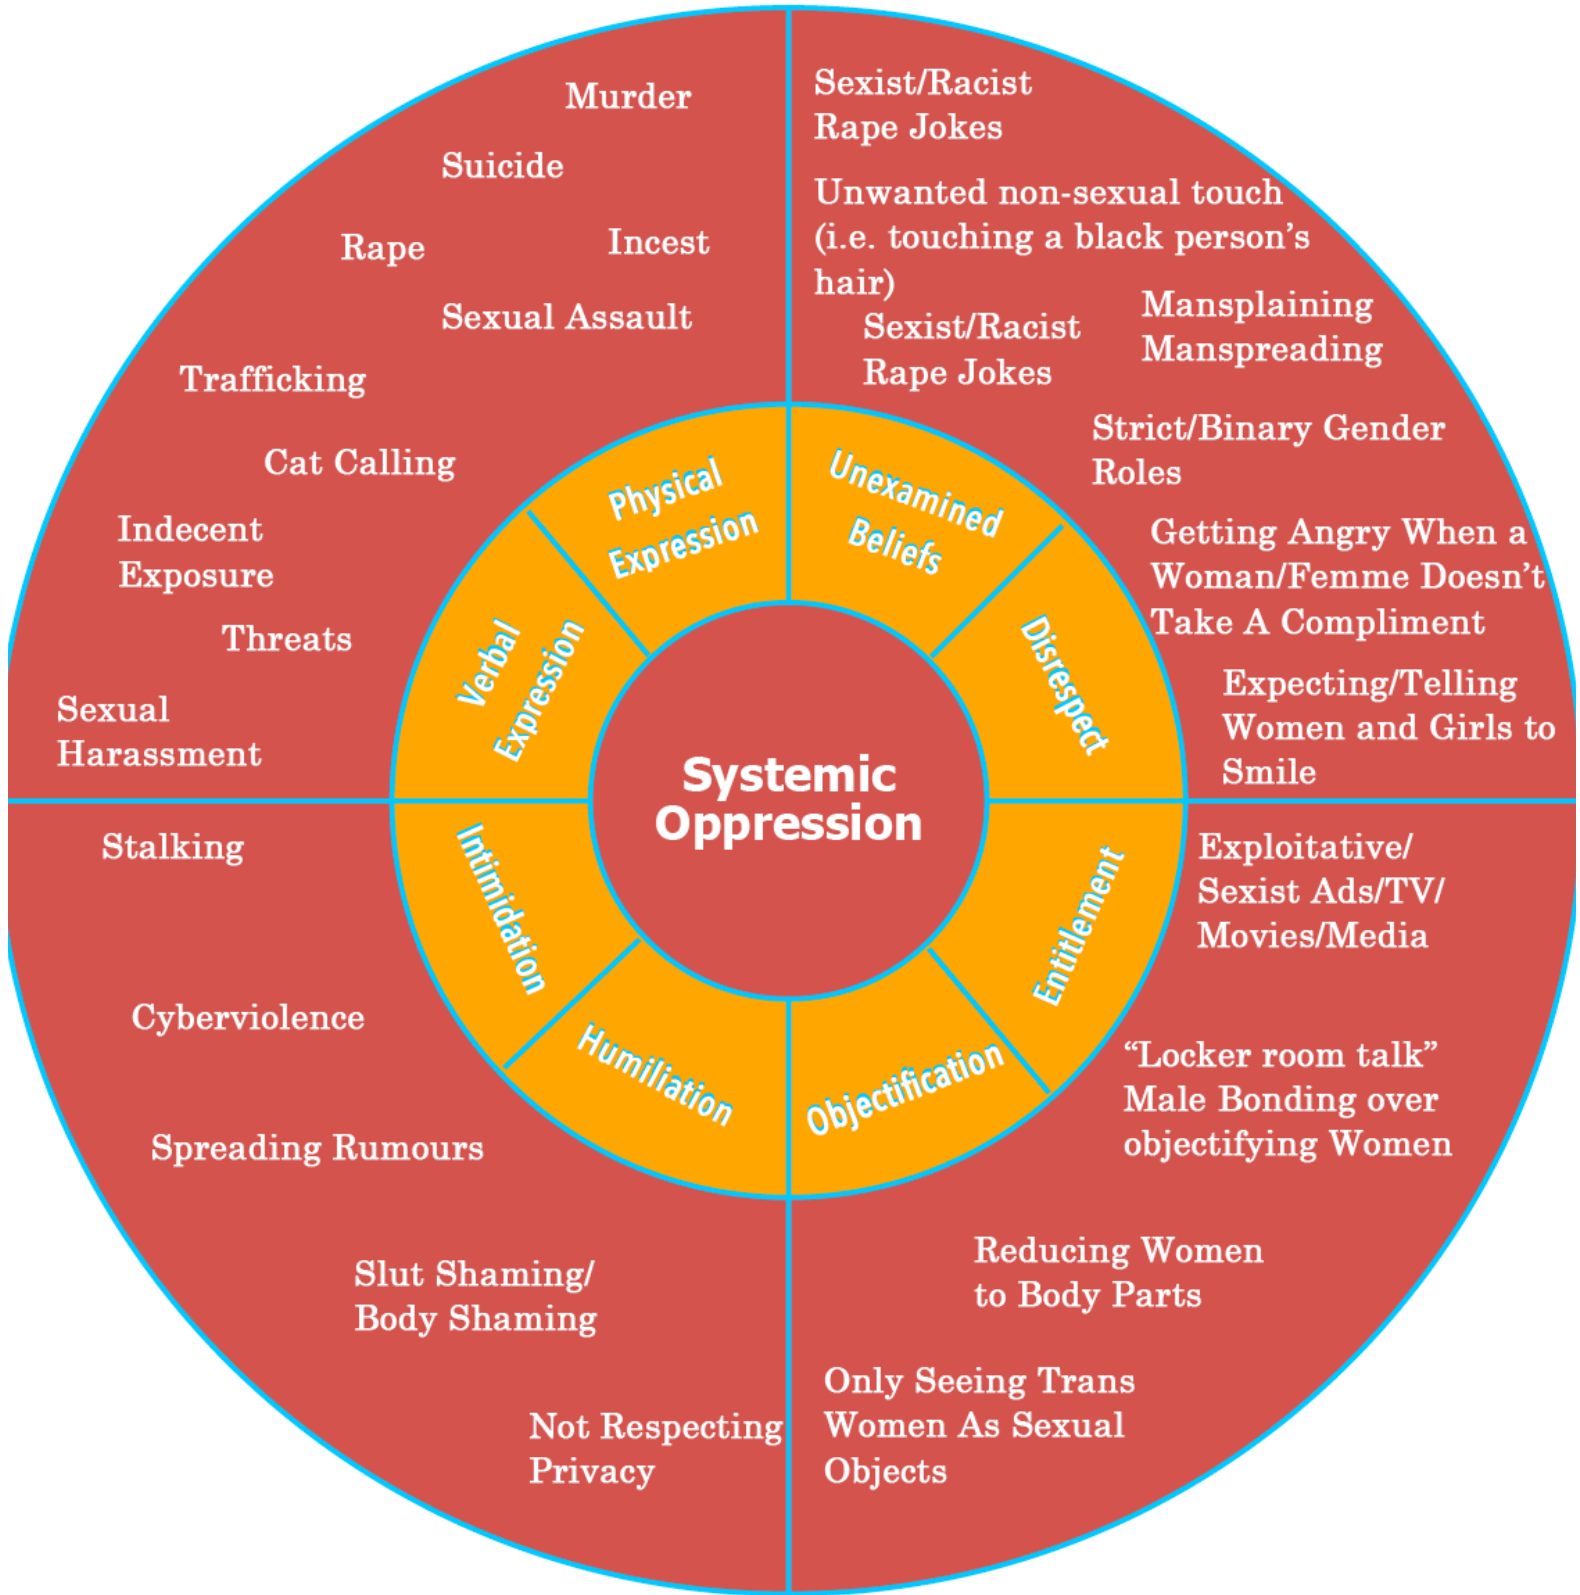 Murder
Suicide
Rape
Incest
Sexual Assault
Trafficking
Cat Calling
Indecent
Exposure
Threats
Sexual
Harassment
Sexist/Racist
Rape Jokes
Unwanted non-sexual touch
(i.e. touching a black person's
hair)
Sexist/Racist
Rape Jokes
Mansplaining
Manspreading
Strict/Binary Gender
Roles
Getting Angry When a
Woman/Femme Doesn't
Take A Compliment
Expecting/Telling
Women and Girls to
Smile
Physical
Expression
Unexamined
Beliefs
Verbal
Expression
Disrespect
Systemic
Oppression
Intimidation
Entitlement
Humiliation
Objectification
Stalking
Cyberviolence
Spreading Rumours
Slut Shaming/
Body Shaming
Not Respecting
Privacy
Exploitative/
Sexist Ads/TV/
Movies/Media
“Locker room talk”
Male Bonding over
objectifying Women
Reducing Women
to Body Parts
Only Seeing Trans
Women As Sexual
Objects